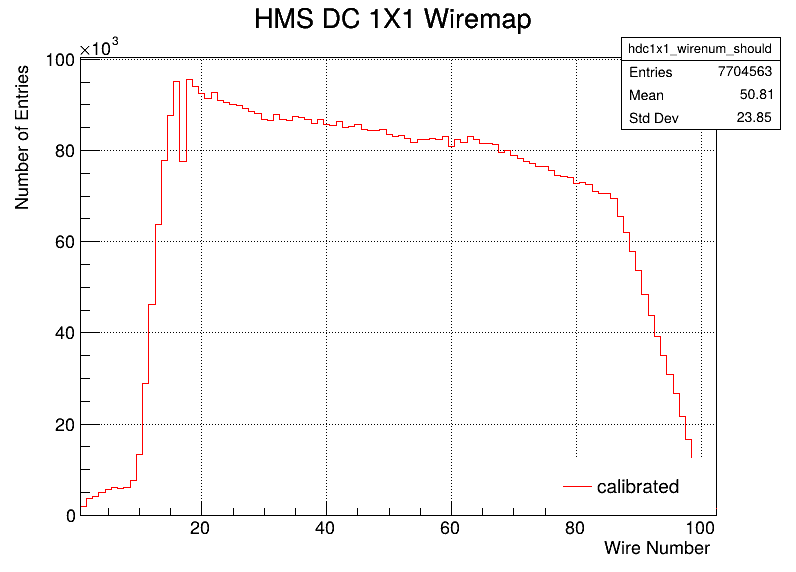 HMS DC 1X1 Wiremap
×10³
hdc1x1_wirenum_should
Entries 7704563
Mean 50.81
Std Dev 23.85
Number of Entries
100
80
60
40
20
0
20 40 60 80 100
calibrated
Wire Number